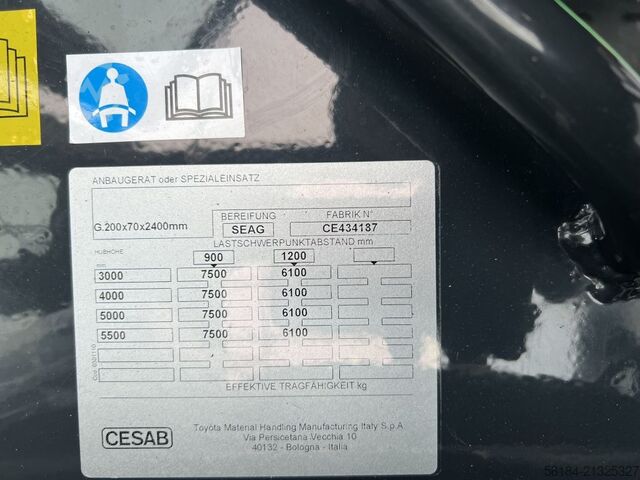 ANBAUGERÄT oder SPEZIALEINSATZ
G.200x70x2400mm
BEREIFUNG FABRIK N°
SEAG CE434187
LASTSCHWERPUNKTABSTAND mm
HUBHÖHE 900 1200
mm
3000 7500 6100
4000 7500 6100
5000 7500 6100
5500 7500 6100
EFFEKTIVE TRAGFÄHIGKEIT kg
CESAB
Toyota Material Handling Manufacturing Italy S.p.A.
Via Persicetana Vecchia 10
40132 - Bologna - Italia
58184-21325327